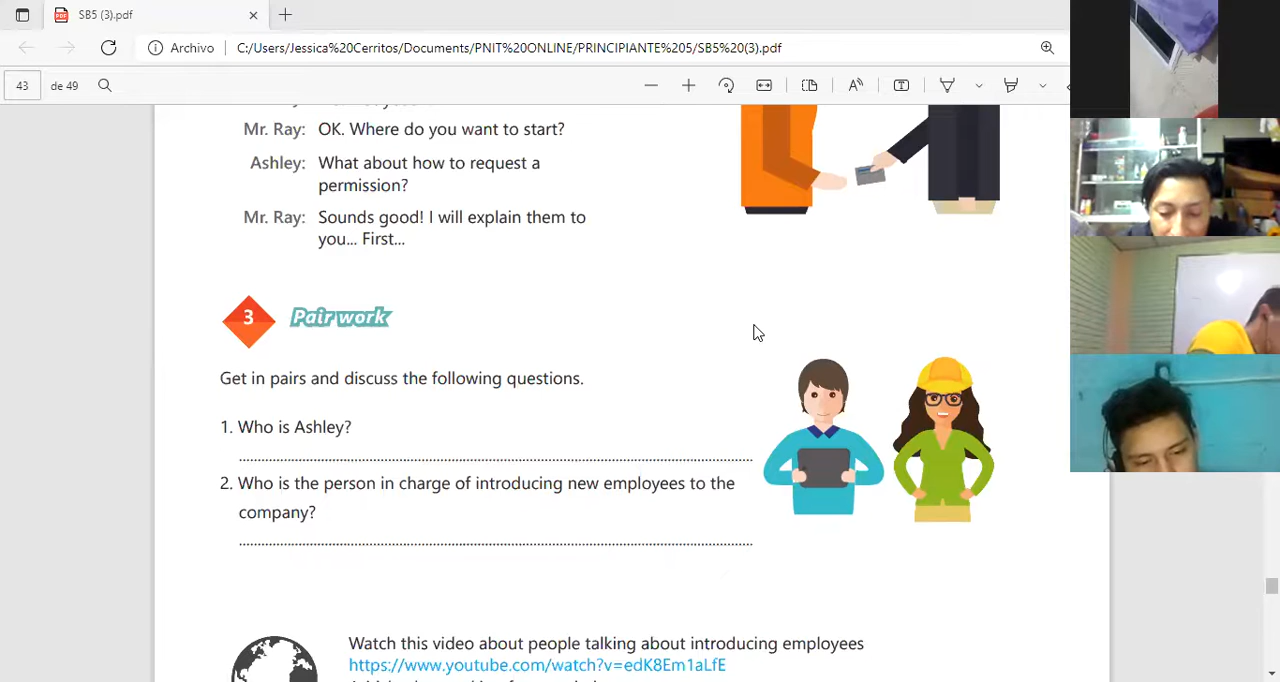 SB5 (3).pdf
Archivo
C:/Users/Jessica%20Cerritos/Documents/PNIT%20ONLINE/PRINCIPIANTE%205/SB5%20(3).pdf
43 de 49
Mr. Ray: OK. Where do you want to start?
Ashley: What about how to request a
permission?
Mr. Ray: Sounds good! I will explain them to
you... First...
3 Pair work
Get in pairs and discuss the following questions.
1. Who is Ashley?
2. Who is the person in charge of introducing new employees to the
company?
Watch this video about people talking about introducing employees
https://www.youtube.com/watch?v=edK8Em1aLfE